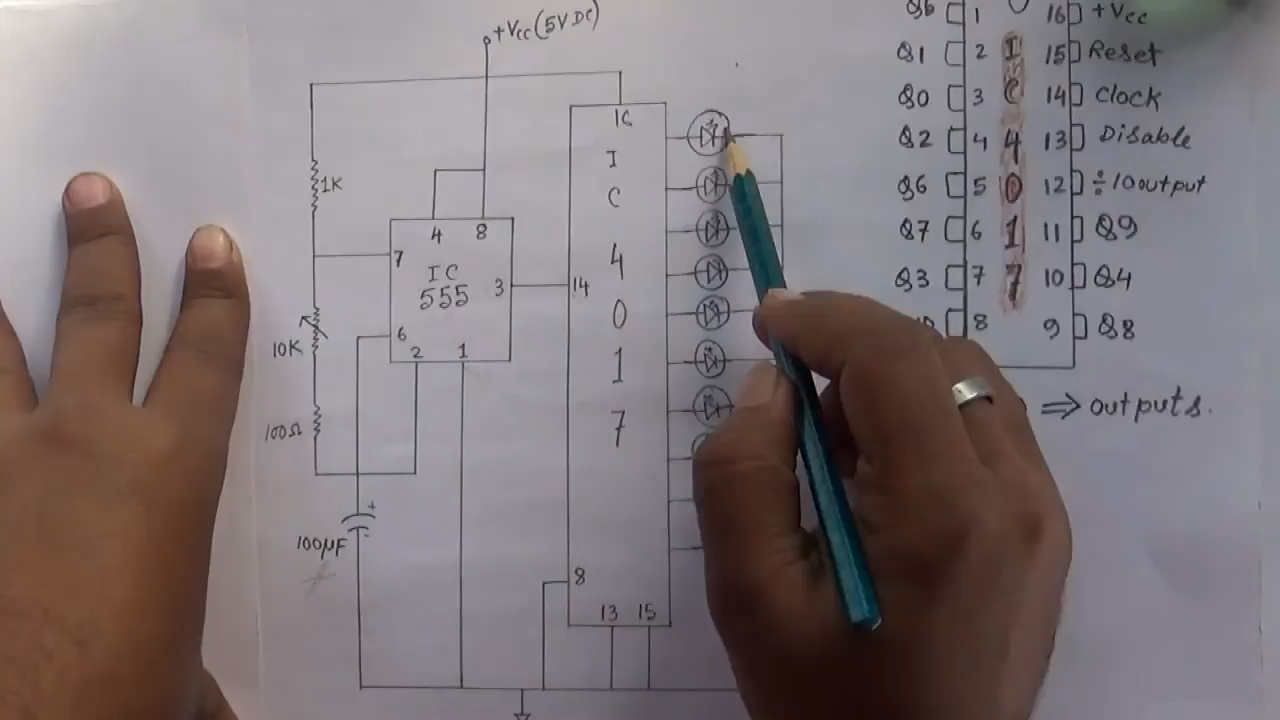 +Vcc (5V DC)
1K
10K
100Ω
100µF
+
-
4 8
7
IC
555
3
6
2 1
16
I
C
4
0
1
7
14
8
13 15
1 16 +Vcc
Q1 2 I 15 Reset
Q0 3 C 14 Clock
Q2 4 4 13 Disable
Q6 5 0 12 ÷10output
Q7 6 1 11 Q9
Q3 7 7 10 Q4
8 9 Q8
⇒ outputs.